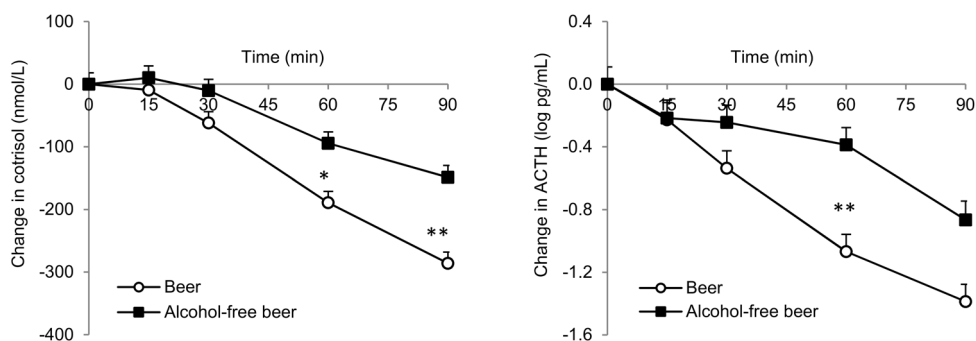 100
0
-100
-200
-300
-400
Change in cotrisol (nmol/L)
Time (min)
0 15 30 45 60 75 90
*
**
Beer
Alcohol-free beer
0.4
0.0
-0.4
-0.8
-1.2
-1.6
Change in ACTH (log pg/mL)
Time (min)
0 15 30 45 60 75 90
**
Beer
Alcohol-free beer